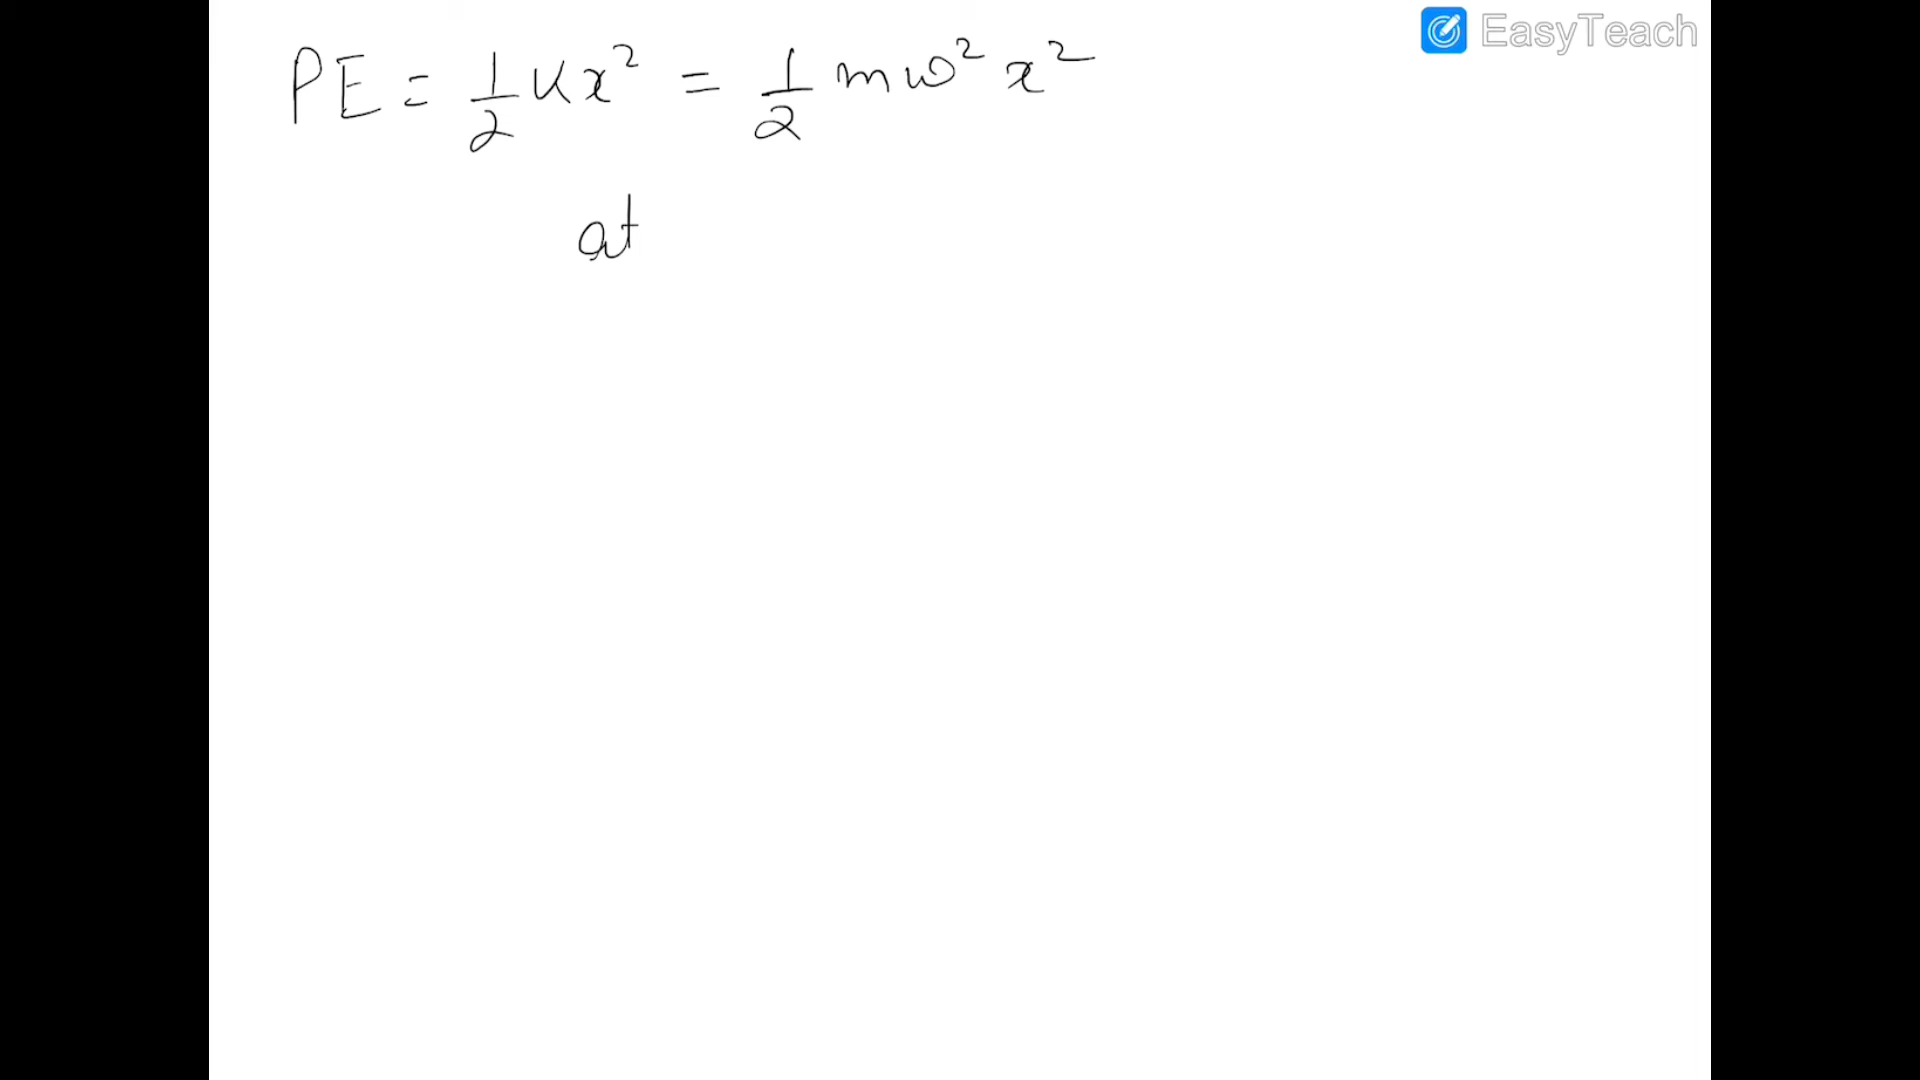 EasyTeach
PE = 1/2 kx² = 1/2 mω² x²
at